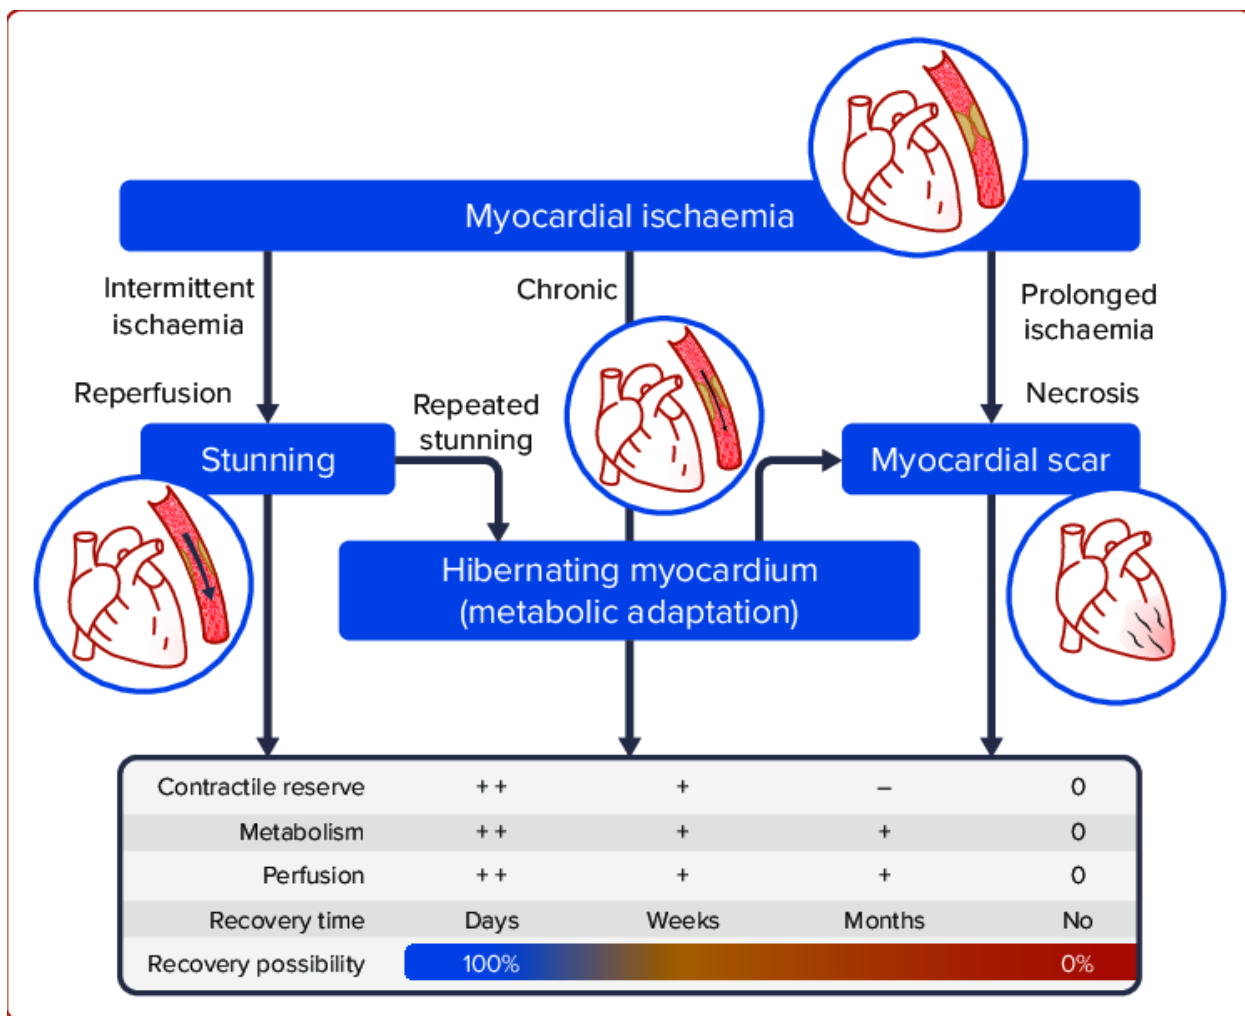 Myocardial ischaemia
Intermittent
ischaemia
Chronic
Prolonged
ischaemia
Reperfusion
Repeated
stunning
Necrosis
Stunning
Myocardial scar
Hibernating myocardium
(metabolic adaptation)
Contractile reserve ++ + – 0
Metabolism ++ + + 0
Perfusion ++ + + 0
Recovery time Days Weeks Months No
Recovery possibility 100% 0%